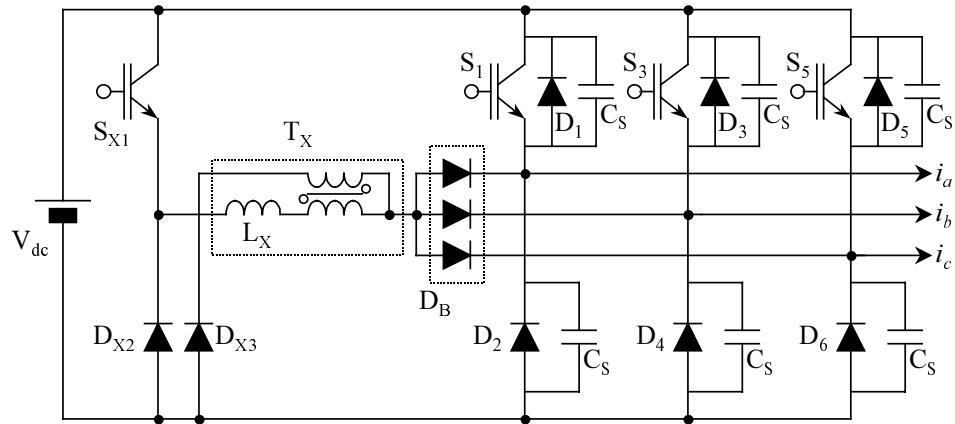 S1
S3
S5
SX1
D1
CS
D3
CS
D5
CS
TX
ia
LX
ib
Vdc
ic
DB
DX2
DX3
D2
CS
D4
CS
D6
CS